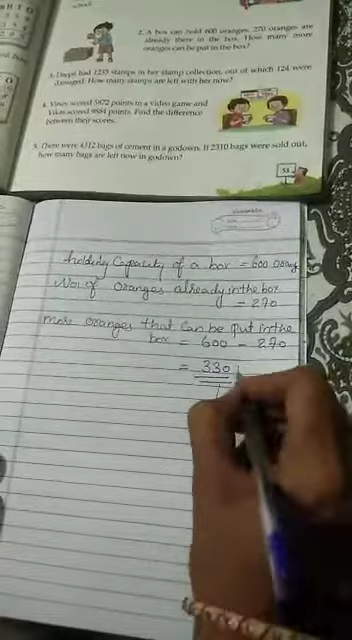 school.
2. A box can hold 600 oranges. 270 oranges are
already there in the box. How many more
oranges can be put in the box?
3. Deepti had 1255 stamps in her stamp collection, out of which 124 were
damaged. How many stamps are left with her now?
4. Vinay scored 5872 points in a video game and
Vikas scored 9684 points. Find the difference
between their scores.
5. There were 4312 bags of cement in a godown. If 2310 bags were sold out,
how many bags are left now in godown?
53
holding Capacity of a box = 600 orang
No. of oranges already in the box
= 270
more oranges that can be put in the
box = 600 - 270
= 330